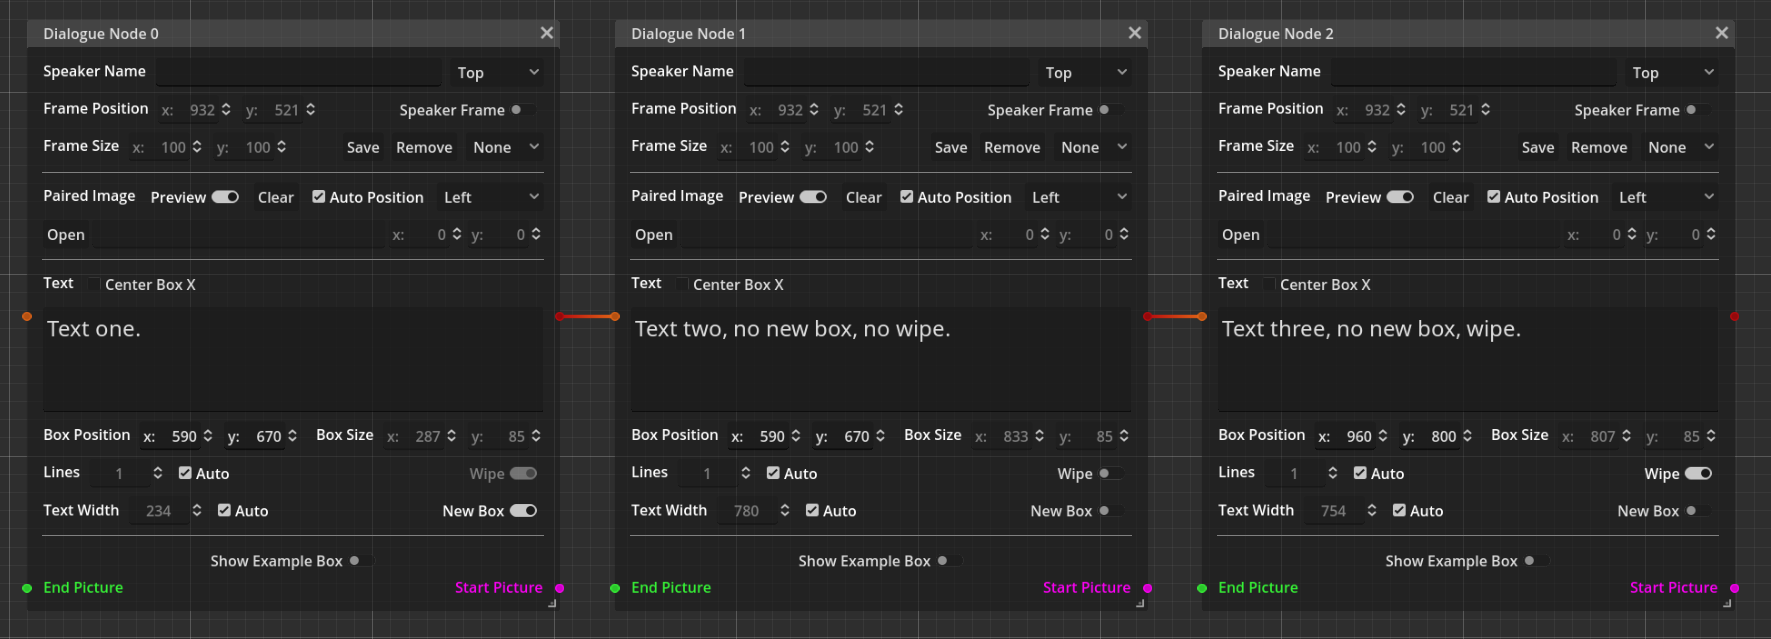 Dialogue Node 0
Speaker Name Top
Frame Position x: 932 y: 521 Speaker Frame
Frame Size x: 100 y: 100 Save Remove None
Paired Image Preview Clear Auto Position Left
Open x: 0 y: 0
Text Center Box X
Text one.
Box Position x: 590 y: 670 Box Size x: 287 y: 85
Lines 1 Auto Wipe
Text Width 234 Auto New Box
Show Example Box
End Picture Start Picture
Dialogue Node 1
Speaker Name Top
Frame Position x: 932 y: 521 Speaker Frame
Frame Size x: 100 y: 100 Save Remove None
Paired Image Preview Clear Auto Position Left
Open x: 0 y: 0
Text Center Box X
Text two, no new box, no wipe.
Box Position x: 590 y: 670 Box Size x: 833 y: 85
Lines 1 Auto Wipe
Text Width 780 Auto New Box
Show Example Box
End Picture Start Picture
Dialogue Node 2
Speaker Name Top
Frame Position x: 932 y: 521 Speaker Frame
Frame Size x: 100 y: 100 Save Remove None
Paired Image Preview Clear Auto Position Left
Open x: 0 y: 0
Text Center Box X
Text three, no new box, wipe.
Box Position x: 960 y: 800 Box Size x: 807 y: 85
Lines 1 Auto Wipe
Text Width 754 Auto New Box
Show Example Box
End Picture Start Picture